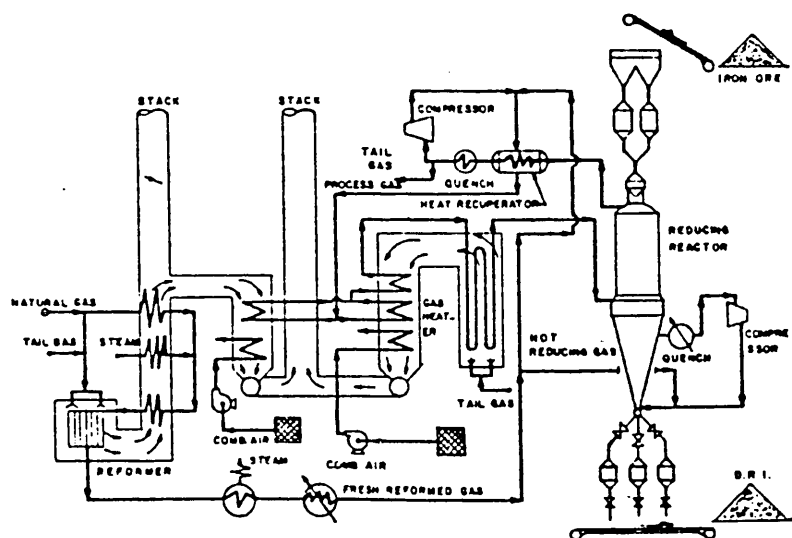 IRON ORE
STACK
STACK
COMPRESSOR
TAIL
GAS
PROCESS GAS
QUENCH
HEAT RECUPERATOR
REDUCING
REACTOR
NATURAL GAS
TAIL GAS
STEAM
GAS
HEAT-
ER
HOT
REDUCING GAS
COMPRE
SSOR
QUENCH
TAIL GAS
COMB. AIR
COMB AIR
REFORMER
STEAM
FRESH REFORMED GAS
D.R.I.